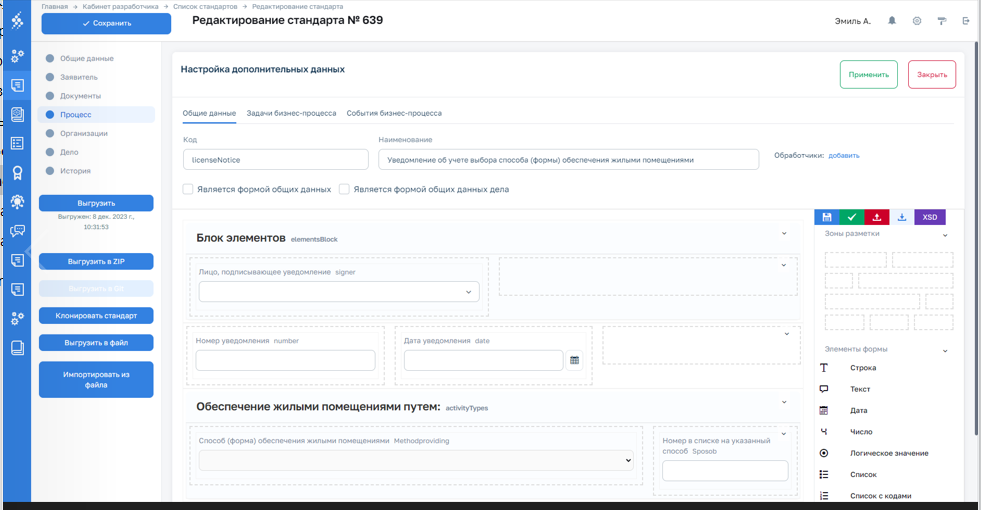 Главная → Кабинет разработчика → Список стандартов → Редактирование стандарта
Сохранить
Редактирование стандарта № 639
Эмиль А.
Общие данные
Заявитель
Документы
Процесс
Организации
Дело
История
Выгрузить
Выгружен: 8 дек. 2023 г.,
10:31:53
Выгрузить в ZIP
Клонировать стандарт
Выгрузить в файл
Импортировать из
файла
Настройка дополнительных данных
Применить
Закрыть
Общие данные
Задачи бизнес-процесса
События бизнес-процесса
Код
licenseNotice
Наименование
Уведомление об учете выбора способа (формы) обеспечения жилыми помещениями
Обработчики: добавить
Является формой общих данных
Является формой общих данных дела
Блок элементов elementsBlock
Лицо, подписывающее уведомление signer
Номер уведомления number
Дата уведомления date
Обеспечение жилыми помещениями путем: activityTypes
Способ (форма) обеспечения жилыми помещениями Methodproviding
Номер в списке на указанный
способ Sposob
XSD
Зоны разметки
Элементы формы
Строка
Текст
Дата
Число
Логическое значение
Список
Список с кодами